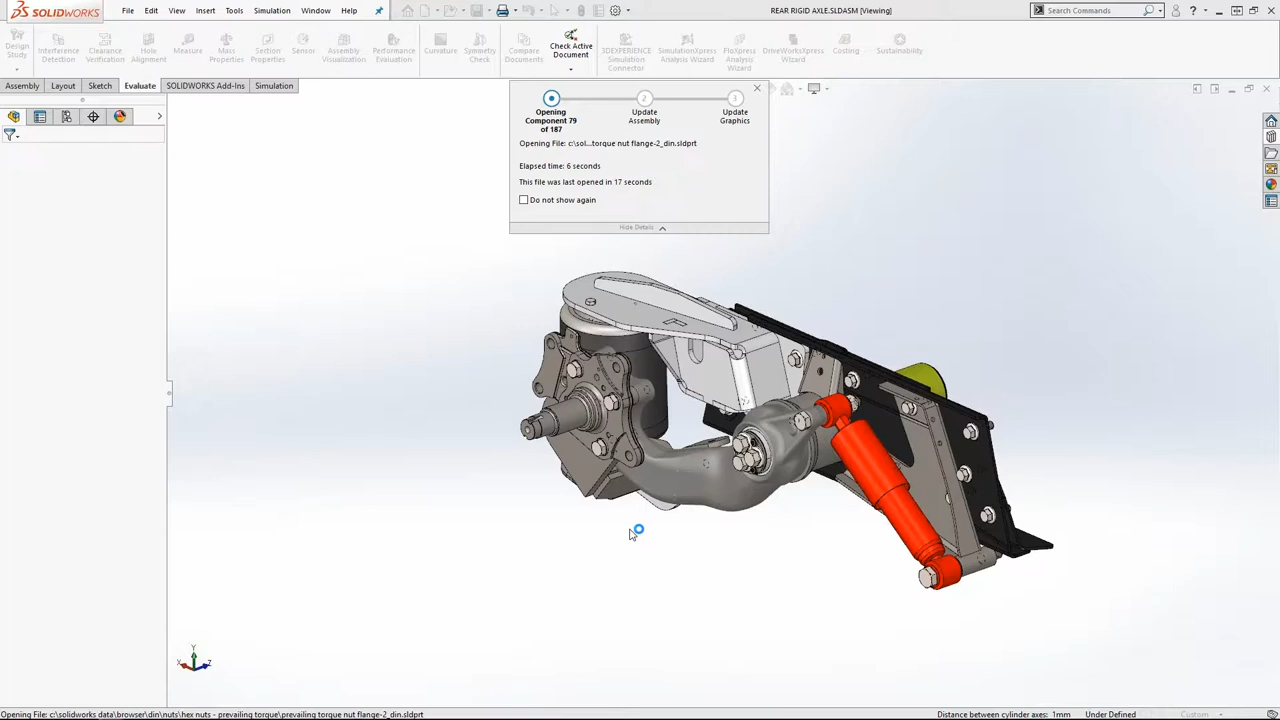 SOLIDWORKS File Edit View Insert Tools Simulation Window Help REAR RIGID AXLE.SLDASM [Viewing] Search Commands
Design Study
Interference Detection
Clearance Verification
Hole Alignment
Measure
Mass Properties
Section Properties
Sensor
Assembly Visualization
Performance Evaluation
Curvature
Symmetry Check
Compare Documents
Check Active Document
3DEXPERIENCE Simulation Connector
SimulationXpress Analysis Wizard
FloXpress Analysis Wizard
DriveWorksXpress Wizard
Costing
Sustainability
Assembly Layout Sketch Evaluate SOLIDWORKS Add-Ins Simulation
2 3
Opening Component 79 of 187
Update Assembly
Update Graphics
Opening File: c:\sol...torque nut flange-2_din.sldprt
Elapsed time: 6 seconds
This file was last opened in 17 seconds
Do not show again
Hide Details
Y
X Z
Opening File: c:\solidworks data\browser\din\nuts\hex nuts - prevailing torque\prevailing torque nut flange-2_din.sldprt Distance between cylinder axes: 1mm Under Defined Custom